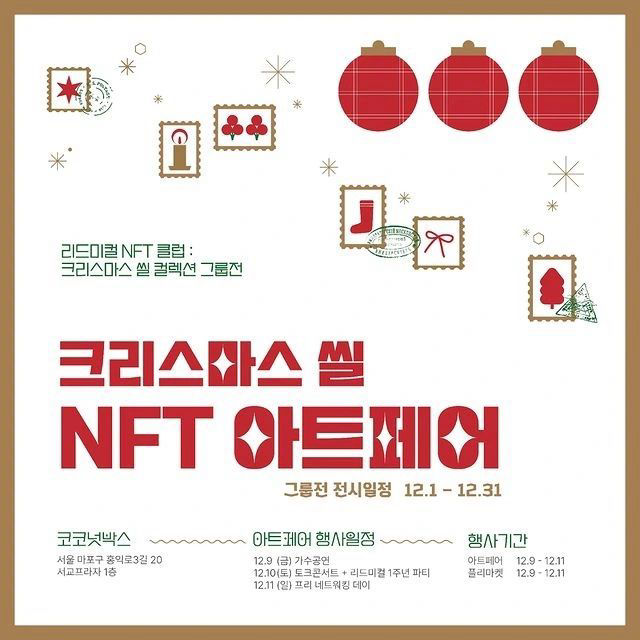 리드미컬 NFT 클럽 :
크리스마스 씰 컬렉션 그룹전
크리스마스 씰
NFT 아트페어
그룹전 전시일정 12.1 - 12.31
코코넛박스
서울 마포구 홍익로3길 20
서교프라자 1층
아트페어 행사일정
12.9 (금) 가수공연
12.10(토) 토크콘서트 + 리드미컬 1주년 파티
12.11 (일) 프리 네트워킹 데이
행사기간
아트페어 12.9 - 12.11
플리마켓 12.9 - 12.11